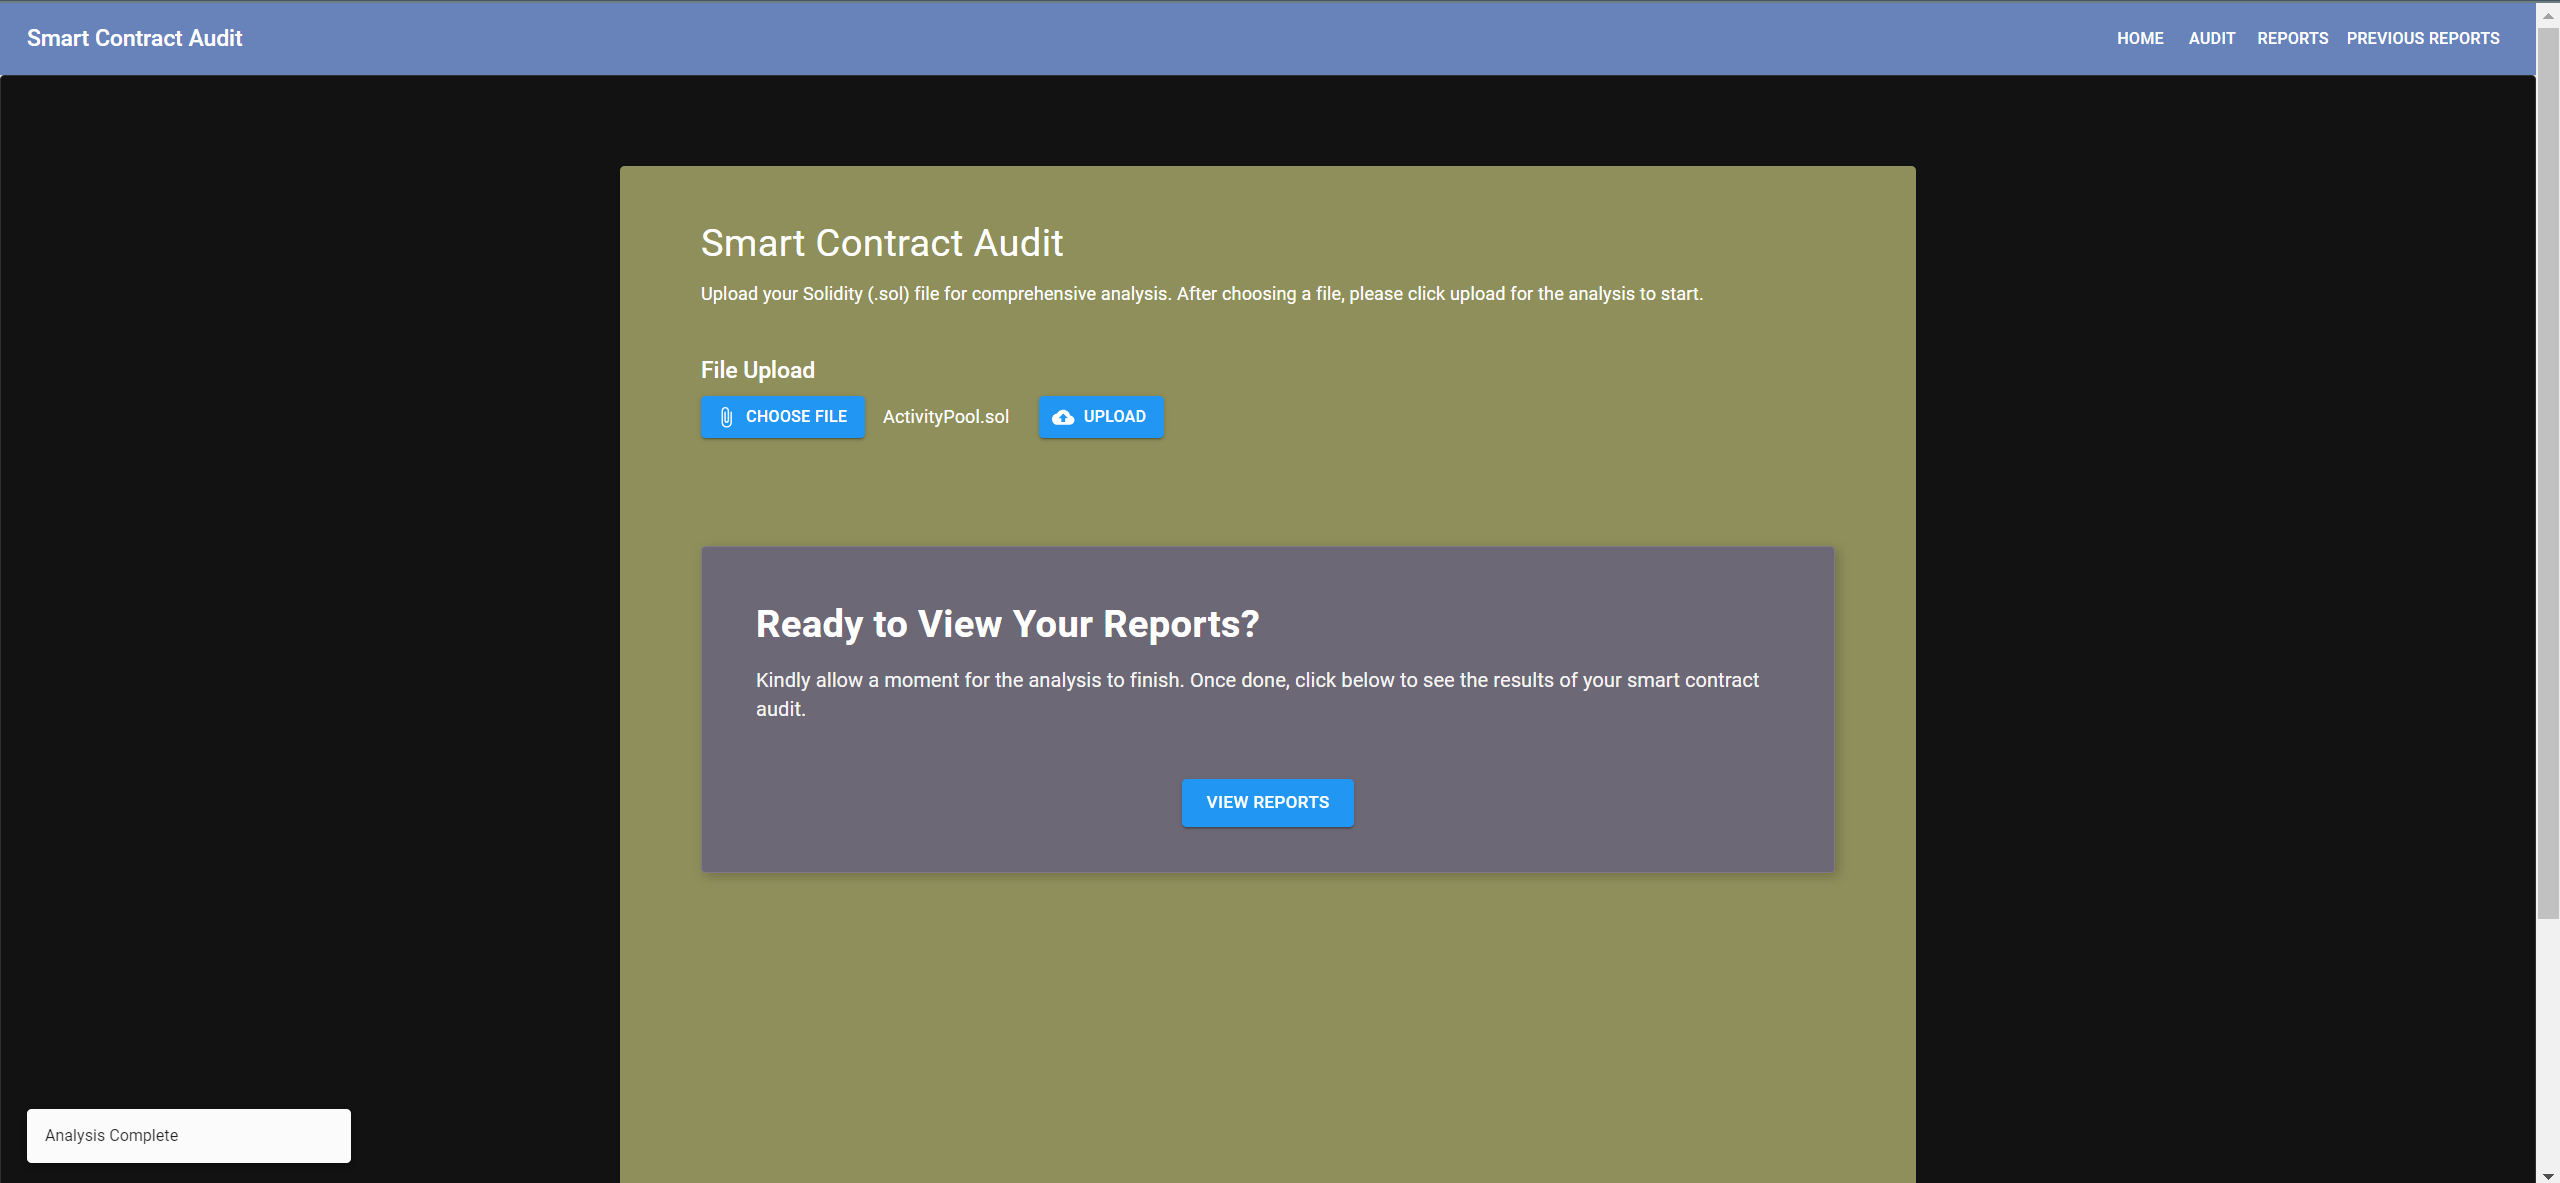 Smart Contract Audit
HOME AUDIT REPORTS PREVIOUS REPORTS
Smart Contract Audit
Upload your Solidity (.sol) file for comprehensive analysis. After choosing a file, please click upload for the analysis to start.
File Upload
CHOOSE FILE ActivityPool.sol UPLOAD
Ready to View Your Reports?
Kindly allow a moment for the analysis to finish. Once done, click below to see the results of your smart contract
audit.
VIEW REPORTS
Analysis Complete